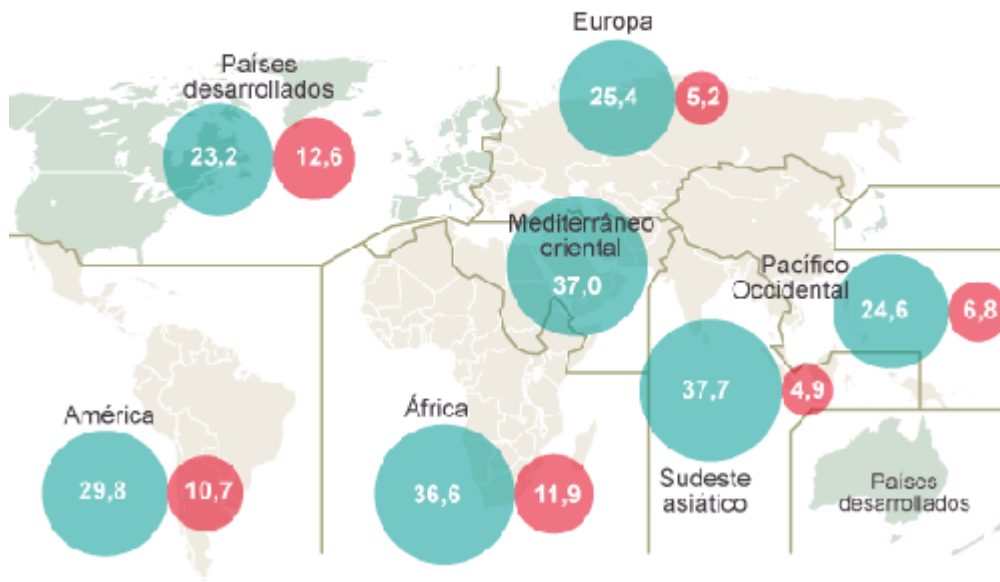 Europa
25,4
5,2
Países
desarrollados
23,2
12,6
Mediterráneo
oriental
37,0
Pacífico
Occidental
24,6
6,8
37,7
4,9
Sudeste
asiático
América
29,8
10,7
África
36,6
11,9
Países
desarrollados